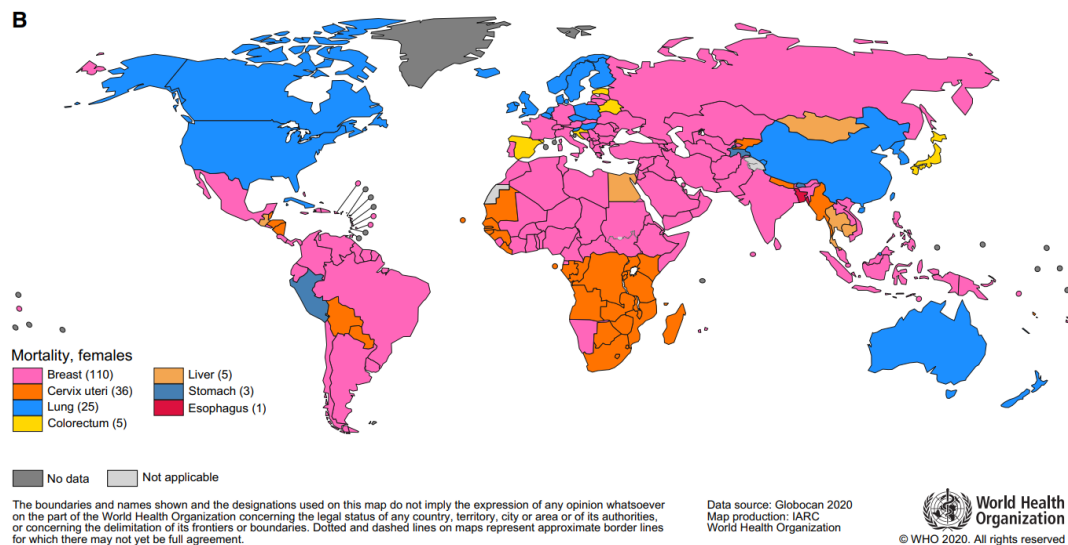 B
Mortality, females
Breast (110)
Cervix uteri (36)
Lung (25)
Colorectum (5)
Liver (5)
Stomach (3)
Esophagus (1)
No data
Not applicable
The boundaries and names shown and the designations used on this map do not imply the expression of any opinion whatsoever
on the part of the World Health Organization concerning the legal status of any country, territory, city or area or of its authorities,
or concerning the delimitation of its frontiers or boundaries. Dotted and dashed lines on maps represent approximate border lines
for which there may not yet be full agreement.
Data source: Globocan 2020
Map production: IARC
World Health Organization
World Health
Organization
© WHO 2020. All rights reserved